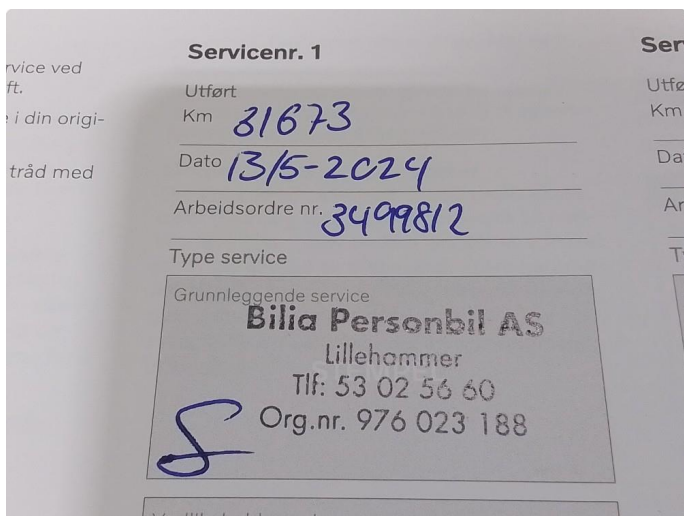 rvice ved
ft.
e i din origi-
tråd med
Servicenr. 1
Utført
Km 31673
Dato 13/5-2024
Arbeidsordre nr. 3499812
Type service
Grunnleggende service
Bilia Personbil AS
Lillehammer
STEMPEL
Tlf: 53 02 56 60
Org.nr. 976 023 188
Ser
Utfø
Km
Da
Ar
T